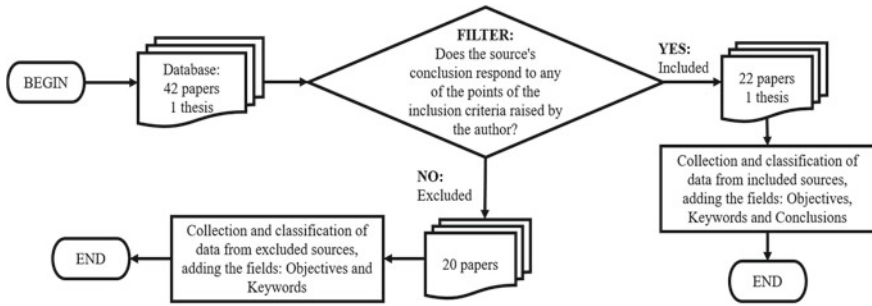 BEGIN
Database:
42 papers
1 thesis
FILTER:
Does the source's
conclusion respond to any
of the points of the
inclusion criteria raised by
the author?
YES:
Included
22 papers
1 thesis
Collection and classification of
data from included sources,
adding the fields: Objectives,
Keywords and Conclusions
END
NO:
Excluded
20 papers
Collection and classification of
data from excluded sources,
adding the fields: Objectives and
Keywords
END